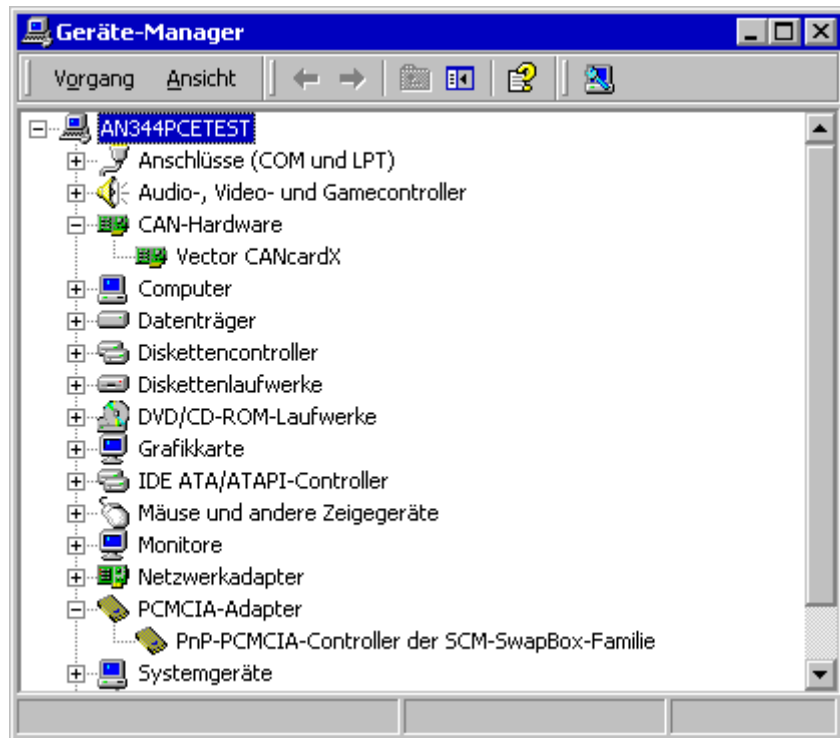 Geräte-Manager
Vorgang Ansicht
AN344PCETEST
Anschlüsse (COM und LPT)
Audio-, Video- und Gamecontroller
CAN-Hardware
Vector CANcardX
Computer
Datenträger
Diskettencontroller
Diskettenlaufwerke
DVD/CD-ROM-Laufwerke
Grafikkarte
IDE ATA/ATAPI-Controller
Mäuse und andere Zeigegeräte
Monitore
Netzwerkadapter
PCMCIA-Adapter
PnP-PCMCIA-Controller der SCM-SwapBox-Familie
Systemgeräte